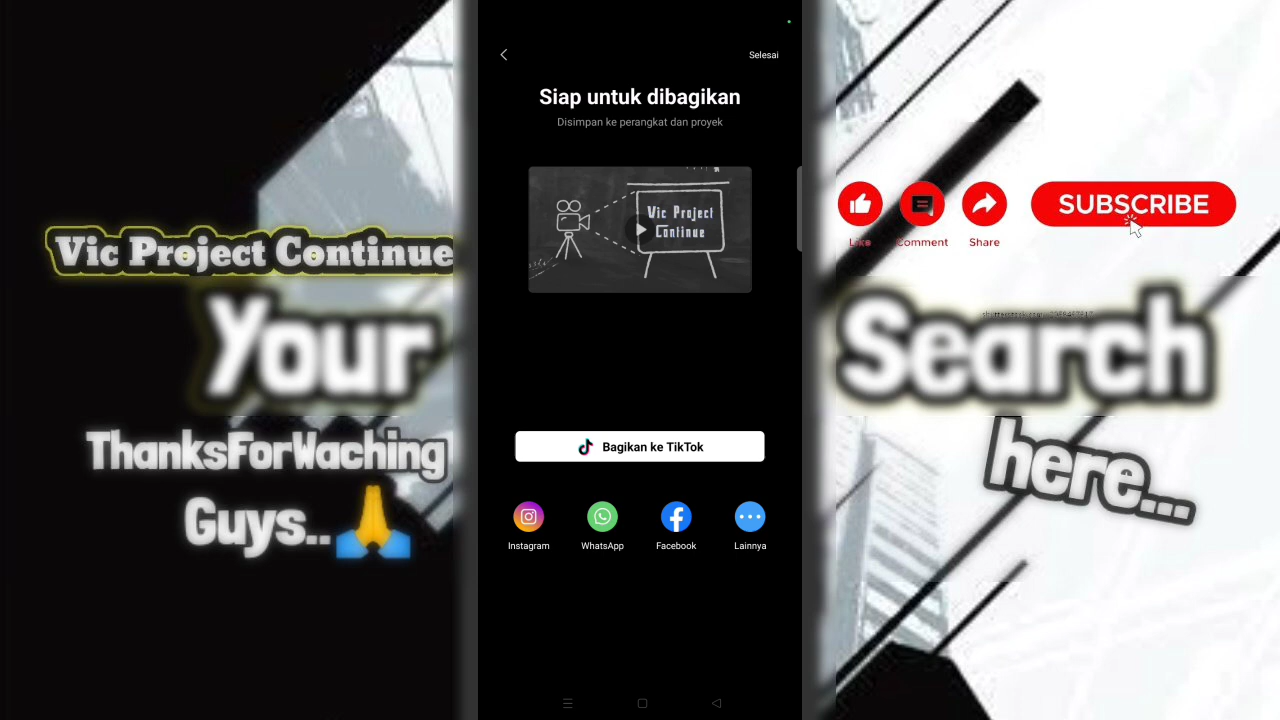 Selesai
Siap untuk dibagikan
Disimpan ke perangkat dan proyek
Vic Project
Continue
Bagikan ke TikTok
Instagram
WhatsApp
Facebook
Lainnya
Vic Project Continue
Your
ThanksForWaching
Guys..🙏
Like
Comment
Share
SUBSCRIBE
Search
here...